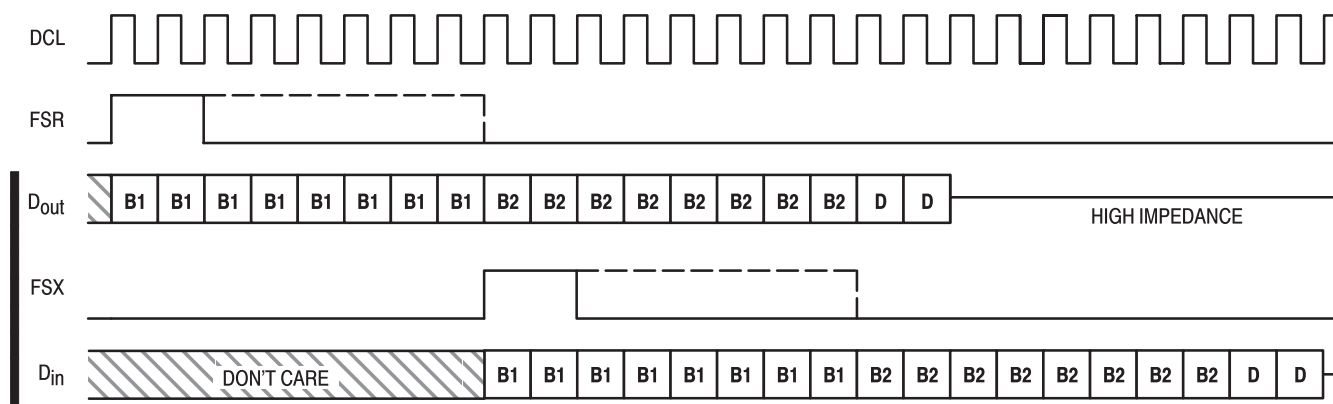 DCL
FSR
Dout B1 B1 B1 B1 B1 B1 B1 B1 B2 B2 B2 B2 B2 B2 B2 B2 D D
HIGH IMPEDANCE
FSX
Din DON'T CARE B1 B1 B1 B1 B1 B1 B1 B1 B2 B2 B2 B2 B2 B2 B2 B2 D D